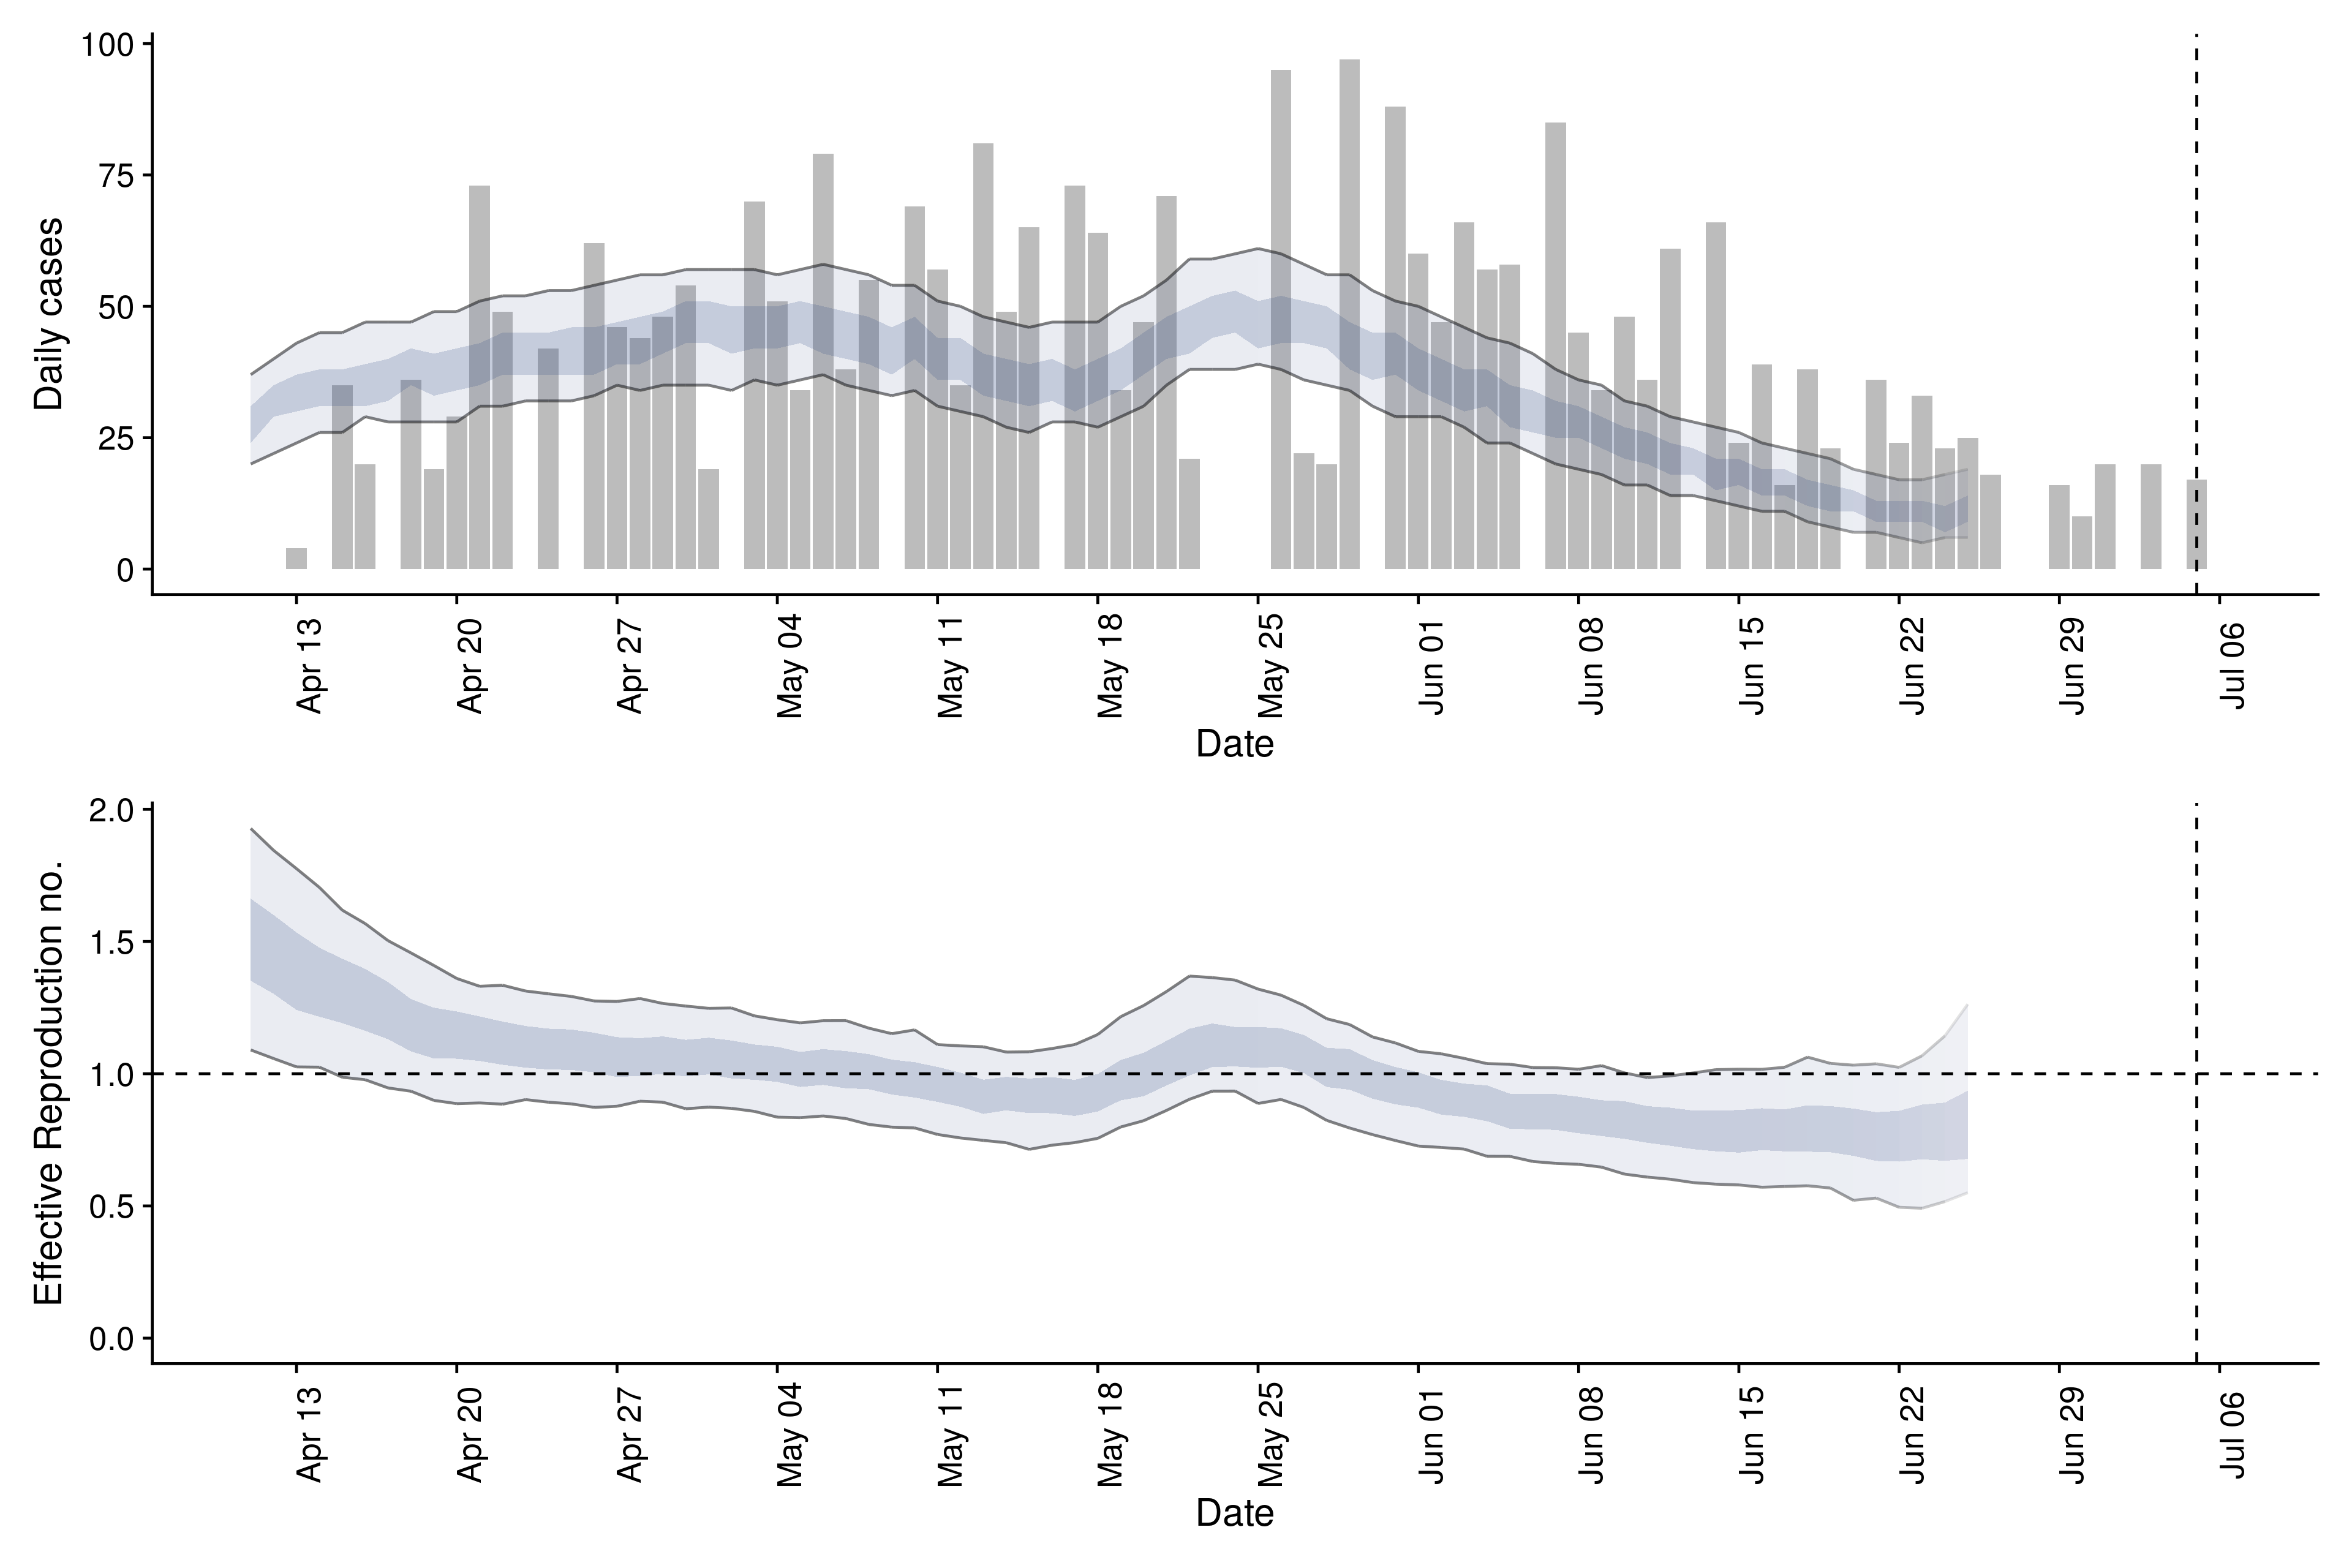 100
75
50
25
0
Daily cases
Apr 13
Apr 20
Apr 27
May 04
May 11
May 18
May 25
Jun 01
Jun 08
Jun 15
Jun 22
Jun 29
Jul 06
Date
2.0
1.5
1.0
0.5
0.0
Effective Reproduction no.
Apr 13
Apr 20
Apr 27
May 04
May 11
May 18
May 25
Jun 01
Jun 08
Jun 15
Jun 22
Jun 29
Jul 06
Date